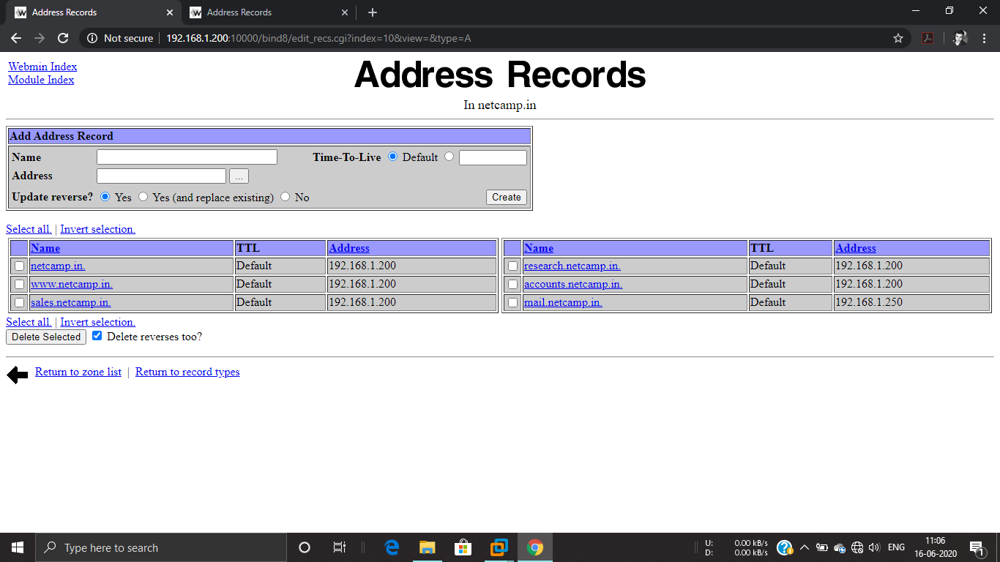 Address Records
Address Records
Not secure 192.168.1.200:10000/bind8/edit_recs.cgi?index=10&view=&type=A
Webmin Index
Module Index
Address Records
In netcamp.in
Add Address Record
Name Time-To-Live Default
Address ...
Update reverse? Yes Yes (and replace existing) No Create
Select all. | Invert selection.
Name TTL Address Name TTL Address
netcamp.in. Default 192.168.1.200 research.netcamp.in. Default 192.168.1.200
www.netcamp.in. Default 192.168.1.200 accounts.netcamp.in. Default 192.168.1.200
sales.netcamp.in. Default 192.168.1.200 mail.netcamp.in. Default 192.168.1.250
Select all. | Invert selection.
Delete Selected Delete reverses too?
Return to zone list | Return to record types
Type here to search
U: 0.00 kB/s
D: 0.00 kB/s
ENG
11:06
16-06-2020
1